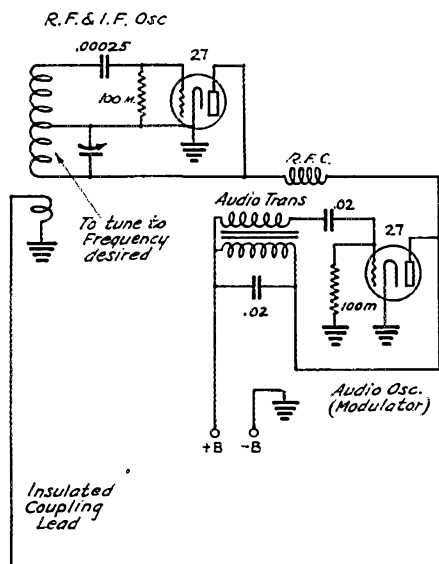 R.F. & I.F. Osc
.00025
27
100 M.
R.F.C.
To tune to
Frequency
desired
Audio Trans
.02
27
.02
100m
Audio Osc.
(Modulator)
+B
-B
Insulated
Coupling
Lead